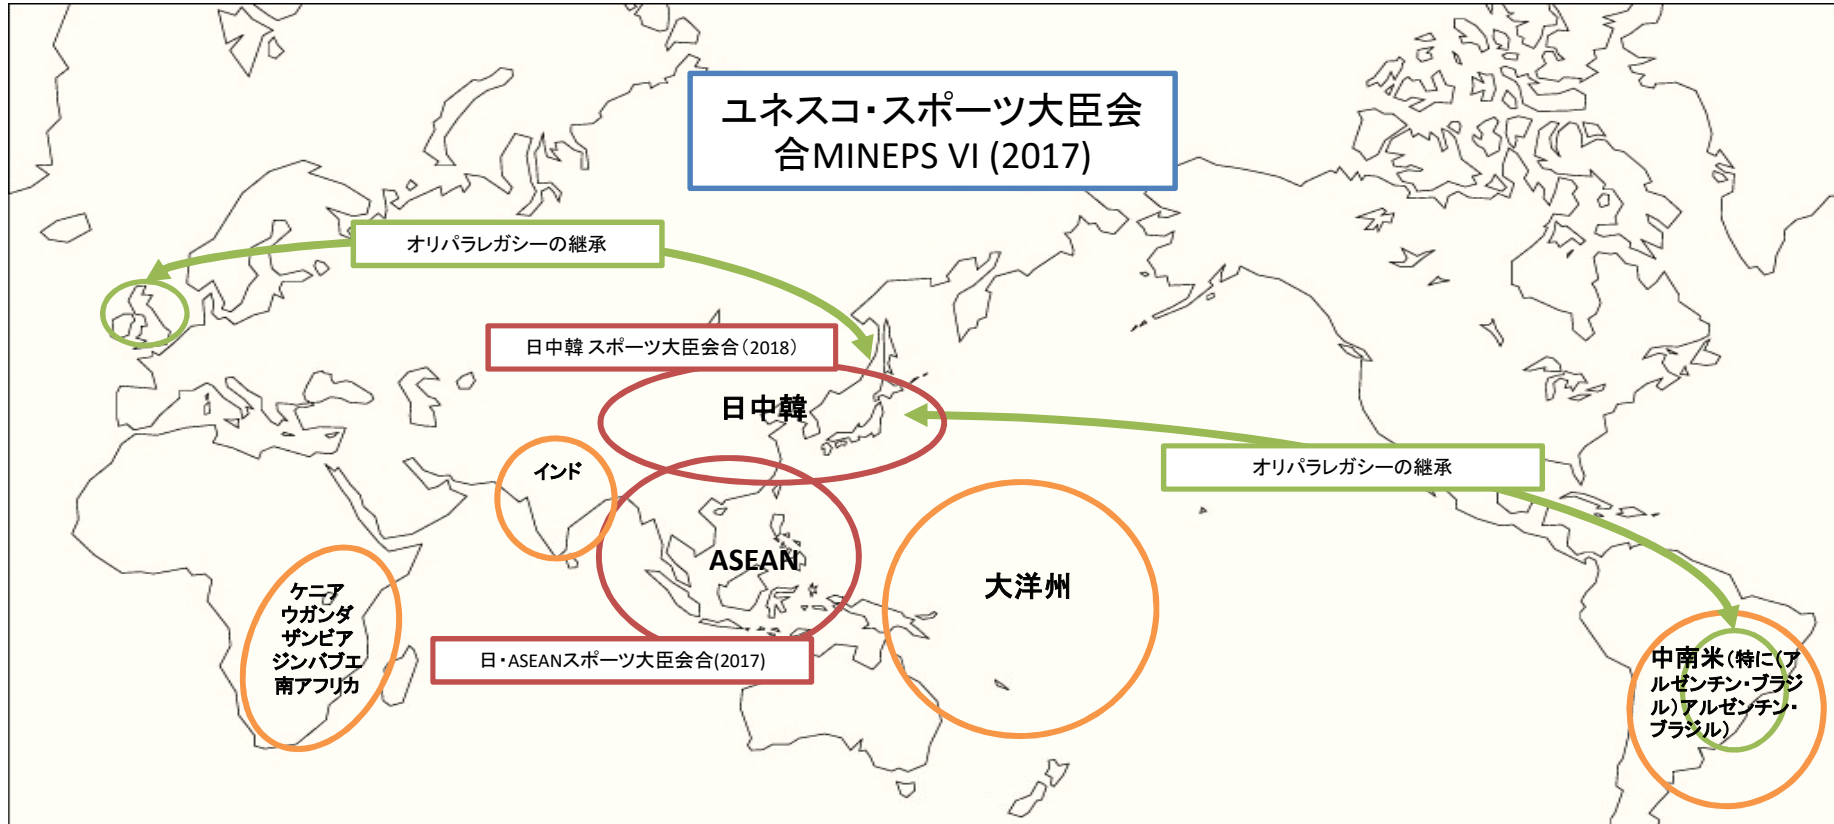 ユネスコ・スポーツ大臣会
合MINEPS VI (2017)
オリパラレガシーの継承
日中韓 スポーツ大臣会合（2018）
日中韓
オリパラレガシーの継承
インド
ASEAN
大洋州
ケニア
ウガンダ
ザンビア
ジンバブエ
南アフリカ
日・ASEANスポーツ大臣会合(2017)
中南米（特に（ア
ルゼンチン・ブラジ
ル）アルゼンチン・
ブラジル）